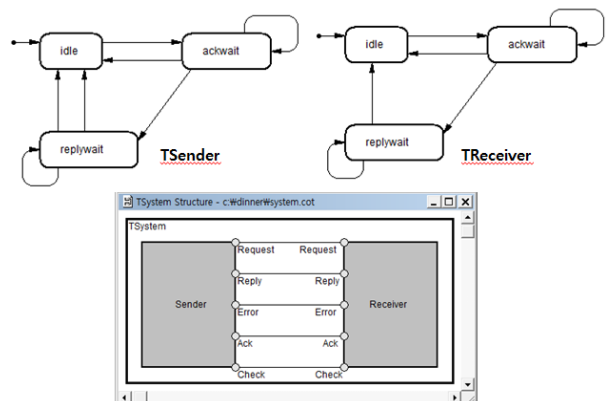 idle
ackwait
replywait
TSender
idle
ackwait
replywait
TReceiver
TSystem Structure - c:₩dinner₩system.cot
TSystem
Request Request
Reply Reply
Sender Receiver
Error Error
Ack Ack
Check Check